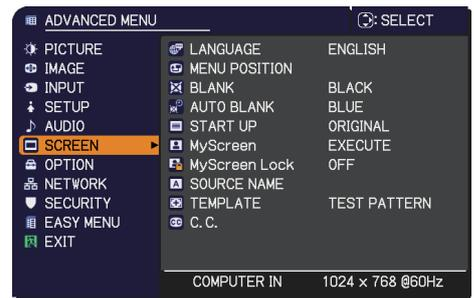 ADVANCED MENU : SELECT
PICTURE
IMAGE
INPUT
SETUP
AUDIO
SCREEN
OPTION
NETWORK
SECURITY
EASY MENU
EXIT
LANGUAGE ENGLISH
MENU POSITION
BLANK BLACK
AUTO BLANK BLUE
START UP ORIGINAL
MyScreen EXECUTE
MyScreen Lock OFF
SOURCE NAME
TEMPLATE TEST PATTERN
C.C.
COMPUTER IN 1024 x 768 @60Hz